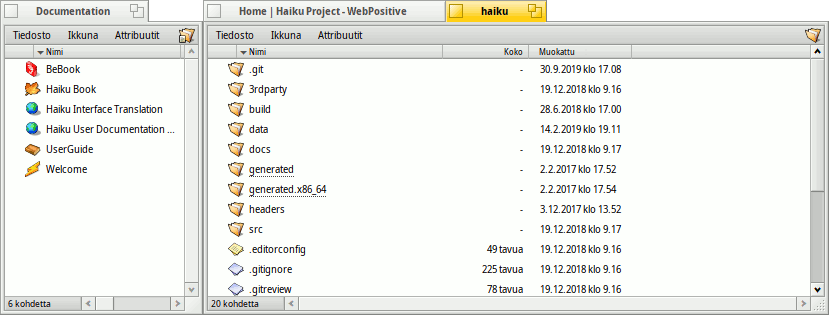 Documentation
Tiedosto Ikkuna Attribuutit
Nimi
BeBook
Haiku Book
Haiku Interface Translation
Haiku User Documentation ...
UserGuide
Welcome
6 kohdetta
Home | Haiku Project - WebPositive haiku
Tiedosto Ikkuna Attribuutit
Nimi Koko Muokattu
.git - 30.9.2019 klo 17.08
3rdparty - 19.12.2018 klo 9.16
build - 28.6.2018 klo 17.00
data - 14.2.2019 klo 19.11
docs - 19.12.2018 klo 9.17
generated - 2.2.2017 klo 17.52
generated.x86_64 - 2.2.2017 klo 17.54
headers - 3.12.2017 klo 13.52
src - 19.12.2018 klo 9.17
.editorconfig 49 tavua 19.12.2018 klo 9.16
.gitignore 225 tavua 19.12.2018 klo 9.16
.gitreview 78 tavua 19.12.2018 klo 9.16
20 kohdetta